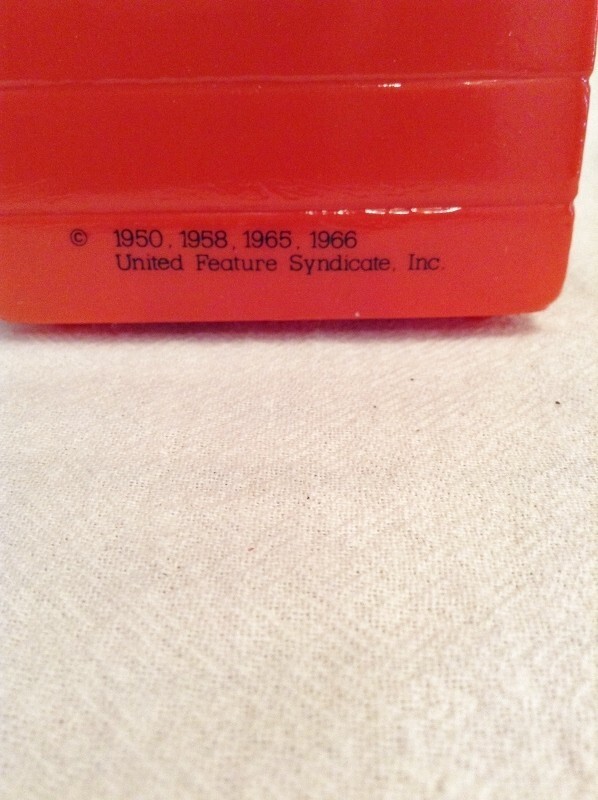 © 1950, 1958, 1965, 1966
United Feature Syndicate, Inc.